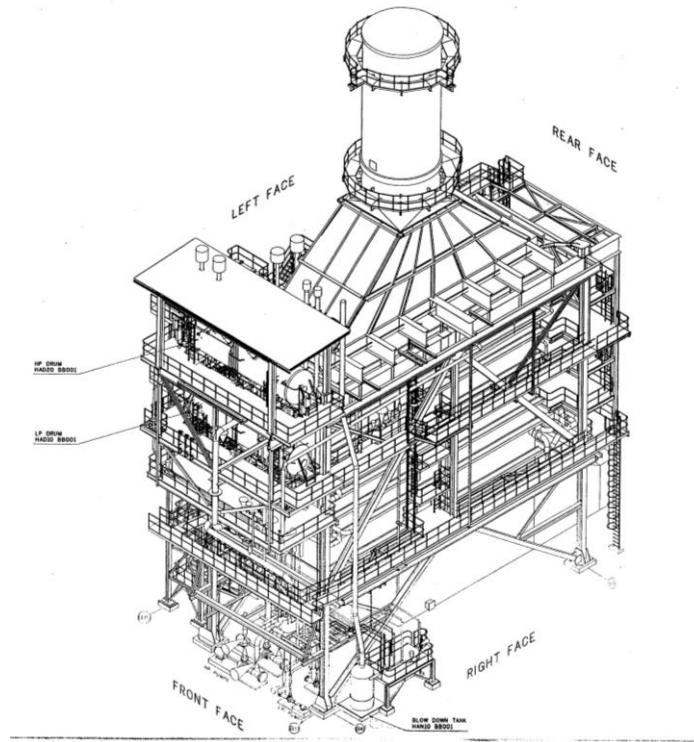 REAR FACE
LEFT FACE
HP DRUM
HAD20 BB001
LP DRUM
HAD10 BB001
RIGHT FACE
FRONT FACE
BLOW DOWN TANK
HAN10 BB001